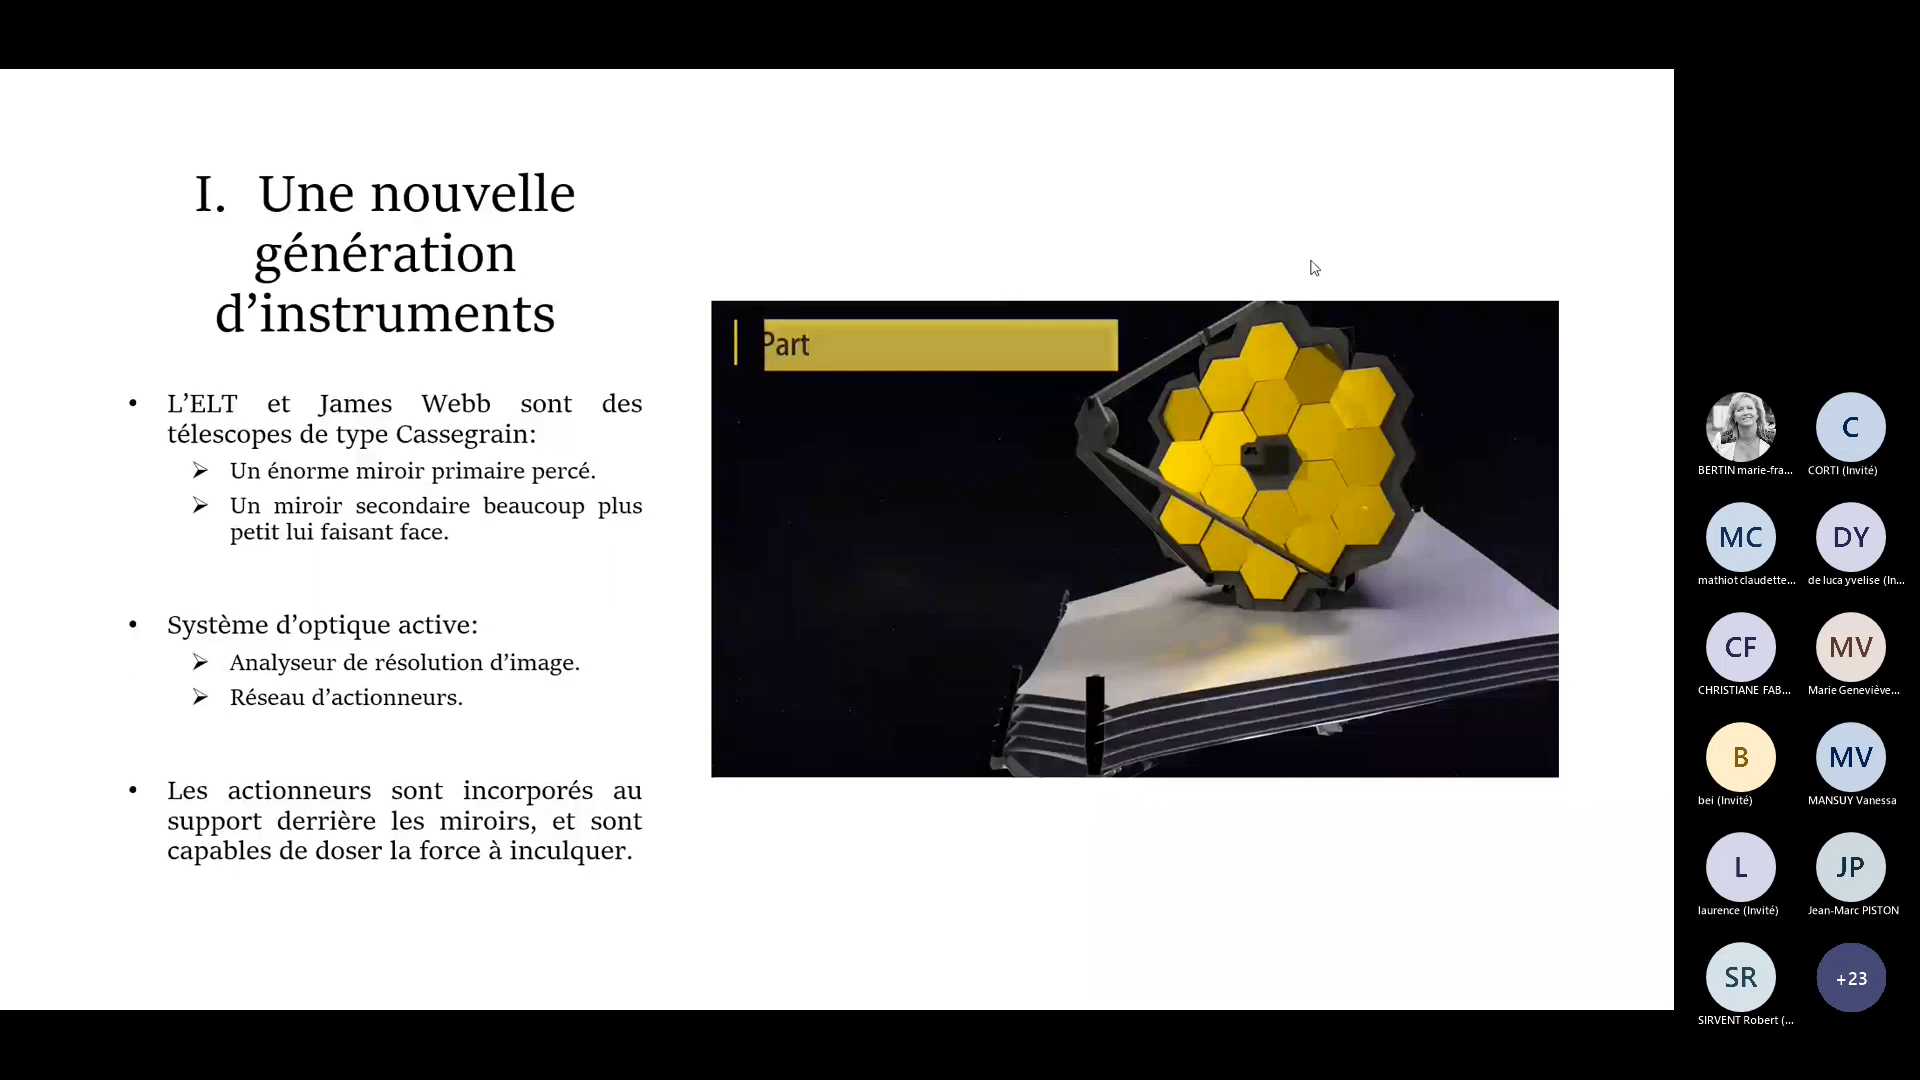 I. Une nouvelle
génération
d’instruments
• L’ELT et James Webb sont des
télescopes de type Cassegrain:
➢ Un énorme miroir primaire percé.
➢ Un miroir secondaire beaucoup plus
petit lui faisant face.
• Système d’optique active:
➢ Analyseur de résolution d’image.
➢ Réseau d’actionneurs.
• Les actionneurs sont incorporés au
support derrière les miroirs, et sont
capables de doser la force à inculquer.
Part
BERTIN marie-fra...
C
CORTI (Invité)
MC
mathiot claudette...
DY
de luca yvelise (In...
CF
CHRISTIANE FAB...
MV
Marie Geneviève...
B
bei (Invité)
MV
MANSUY Vanessa
L
laurence (Invité)
JP
Jean-Marc PISTON
SR
SIRVENT Robert (...
+23